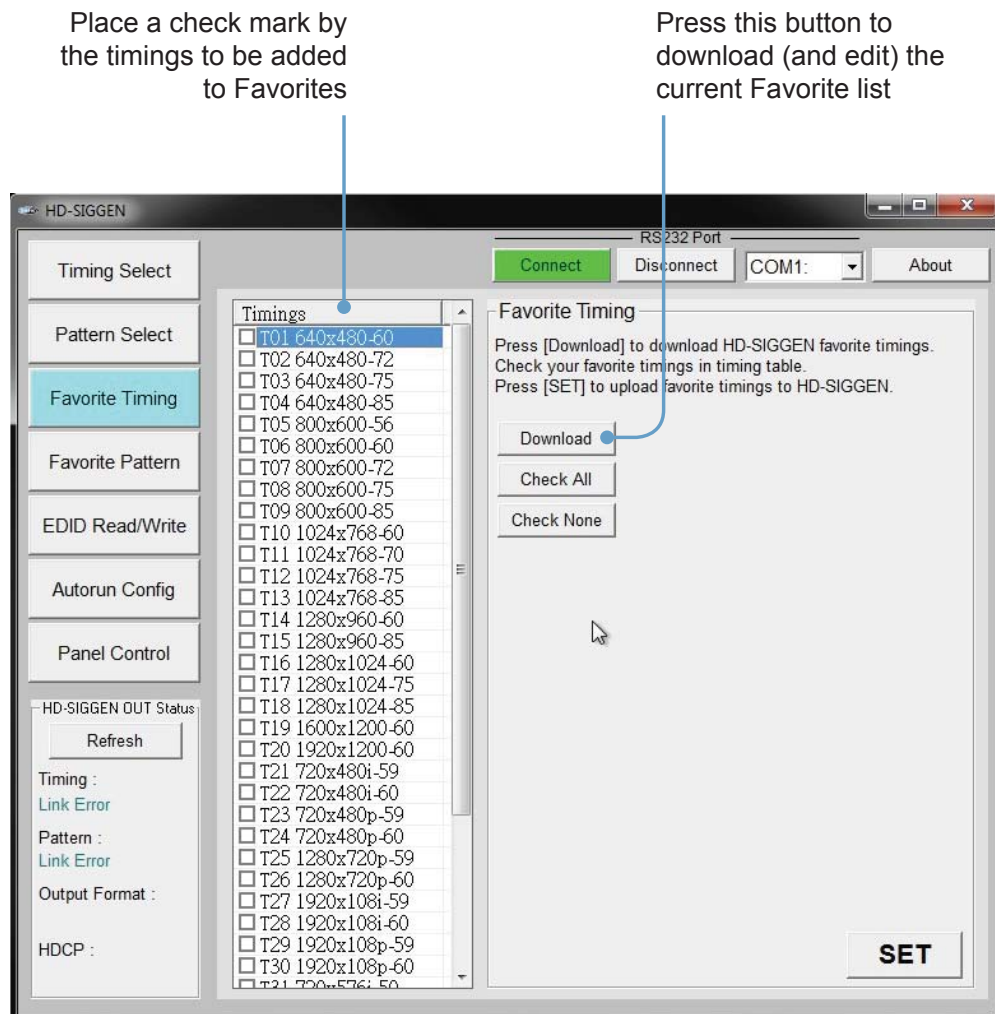 Place a check mark by
the timings to be added
to Favorites
Press this button to
download (and edit) the
current Favorite list
HD-SIGGEN
RS232 Port
Connect
Disconnect
COM1:
About
Timing Select
Pattern Select
Favorite Timing
Favorite Pattern
EDID Read/Write
Autorun Config
Panel Control
HD-SIGGEN OUT Status
Refresh
Timing :
Link Error
Pattern :
Link Error
Output Format :
HDCP :
Timings
T01 640x480-60
T02 640x480-72
T03 640x480-75
T04 640x480-85
T05 800x600-56
T06 800x600-60
T07 800x600-72
T08 800x600-75
T09 800x600-85
T10 1024x768-60
T11 1024x768-70
T12 1024x768-75
T13 1024x768-85
T14 1280x960-60
T15 1280x960-85
T16 1280x1024-60
T17 1280x1024-75
T18 1280x1024-85
T19 1600x1200-60
T20 1920x1200-60
T21 720x480i-59
T22 720x480i-60
T23 720x480p-59
T24 720x480p-60
T25 1280x720p-59
T26 1280x720p-60
T27 1920x108i-59
T28 1920x108i-60
T29 1920x108p-59
T30 1920x108p-60
T31 720x576i-50
Favorite Timing
Press [Download] to download HD-SIGGEN favorite timings.
Check your favorite timings in timing table.
Press [SET] to upload favorite timings to HD-SIGGEN.
Download
Check All
Check None
SET